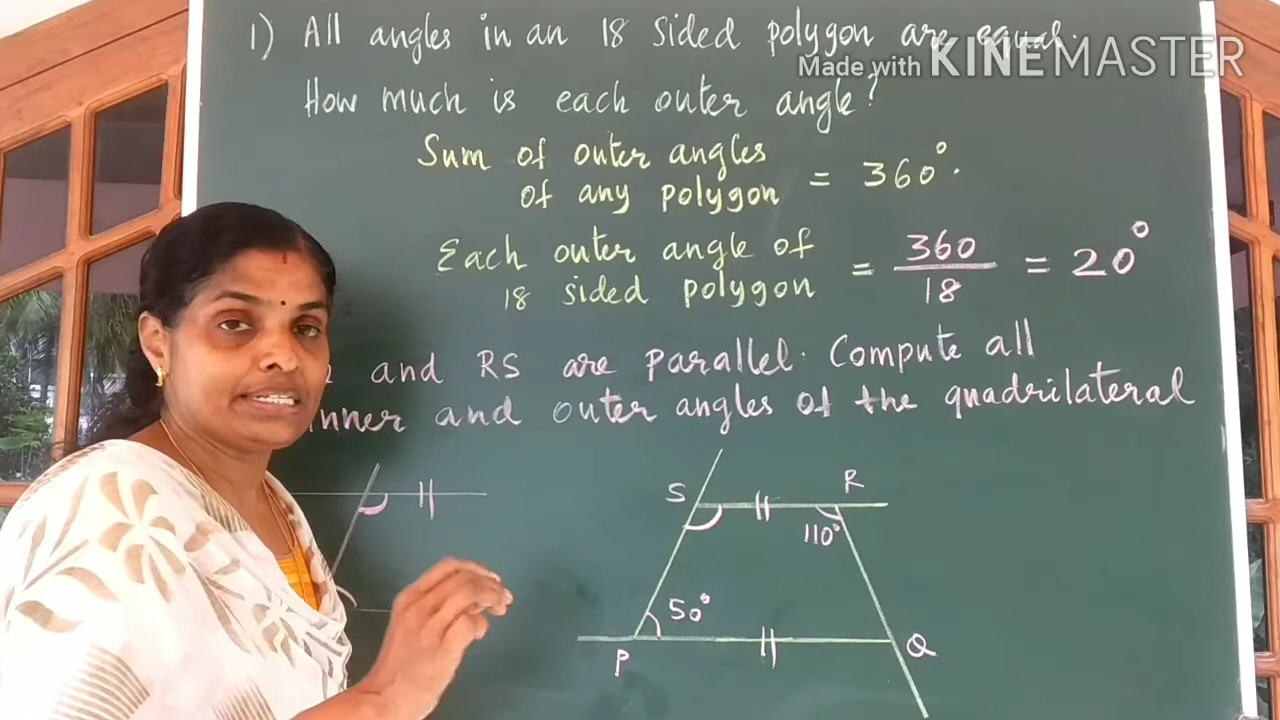 1) All angles in an 18 sided polygon are equal.
Made with KINEMASTER
How much is each outer angle?
Sum of outer angles
of any polygon = 360°.
Each outer angle of
18 sided polygon = 360/18 = 20°
and RS are parallel. Compute all
inner and outer angles of the quadrilateral
S R
110°
50°
P Q